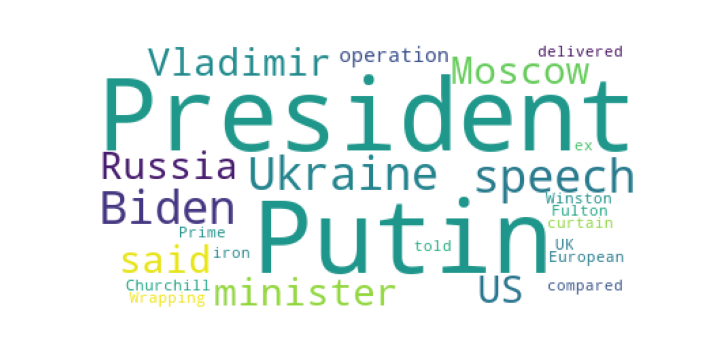 Vladimir operation delivered
Moscow
President
ex
Russia Ukraine speech
Biden Putin Winston
Fulton
curtain
Prime
said iron told UK
European
Churchill minister US compared
Wrapping